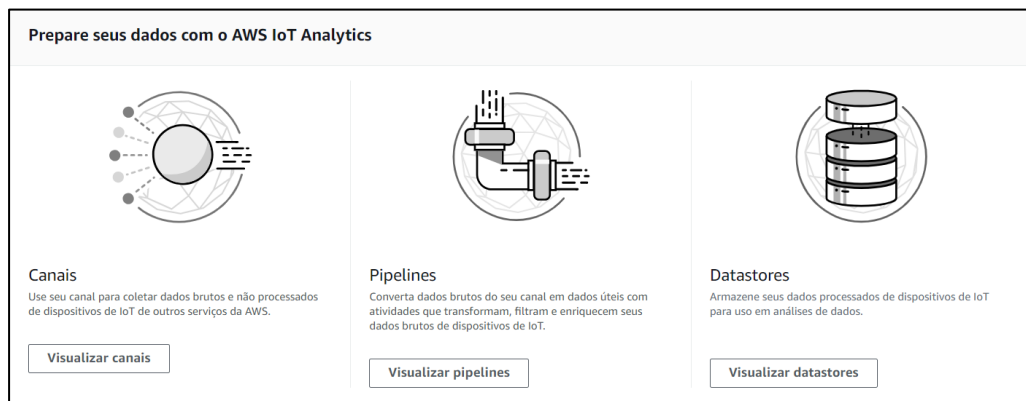 Prepare seus dados com o AWS IoT Analytics
Canais
Use seu canal para coletar dados brutos e não processados
de dispositivos de IoT de outros serviços da AWS.
Visualizar canais
Pipelines
Converta dados brutos do seu canal em dados úteis com
atividades que transformam, filtram e enriquecem seus
dados brutos de dispositivos de IoT.
Visualizar pipelines
Datastores
Armazene seus dados processados de dispositivos de IoT
para uso em análises de dados.
Visualizar datastores